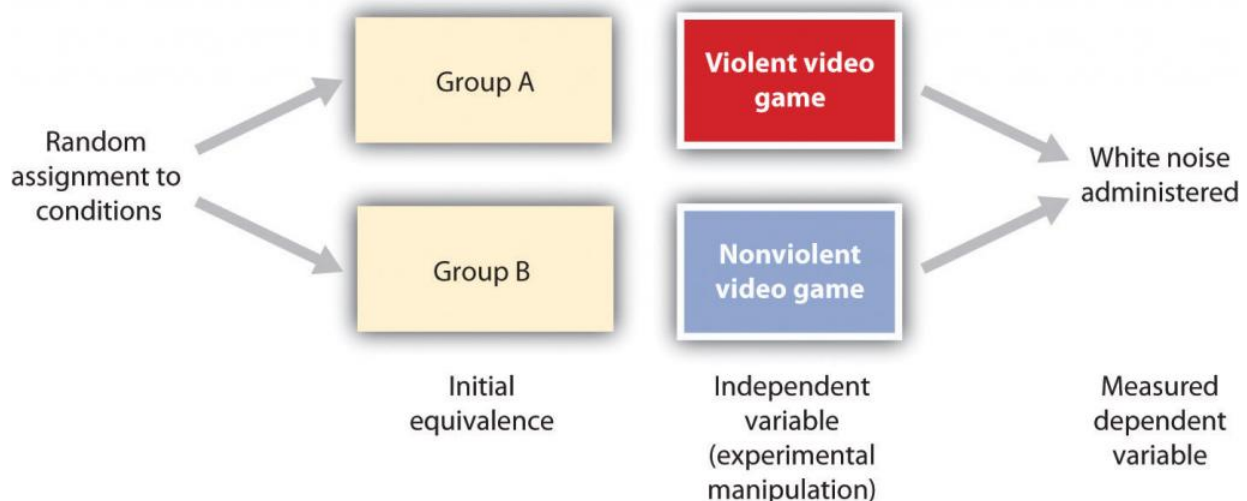 Random
assignment to
conditions
Group A
Group B
Violent video
game
Nonviolent
video game
White noise
administered
Initial
equivalence
Independent
variable
(experimental
manipulation)
Measured
dependent
variable